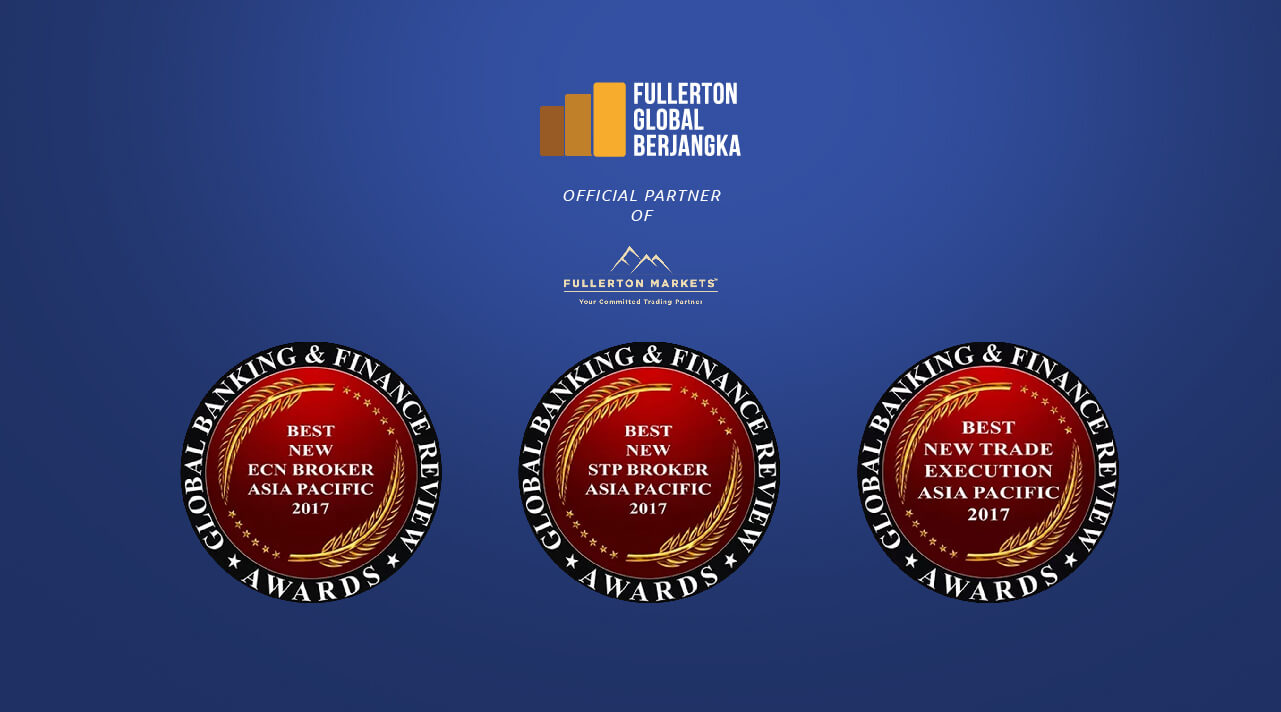 FULLERTON
GLOBAL
BERJANGKA
OFFICIAL PARTNER
OF
FULLERTON MARKETS™
Your Committed Trading Partner
GLOBAL BANKING & FINANCE REVIEW
BEST
NEW
ECN BROKER
ASIA PACIFIC
2017
★ AWARDS ★
GLOBAL BANKING & FINANCE REVIEW
BEST
NEW
STP BROKER
ASIA PACIFIC
2017
★ AWARDS ★
GLOBAL BANKING & FINANCE REVIEW
BEST
NEW TRADE
EXECUTION
ASIA PACIFIC
2017
★ AWARDS ★